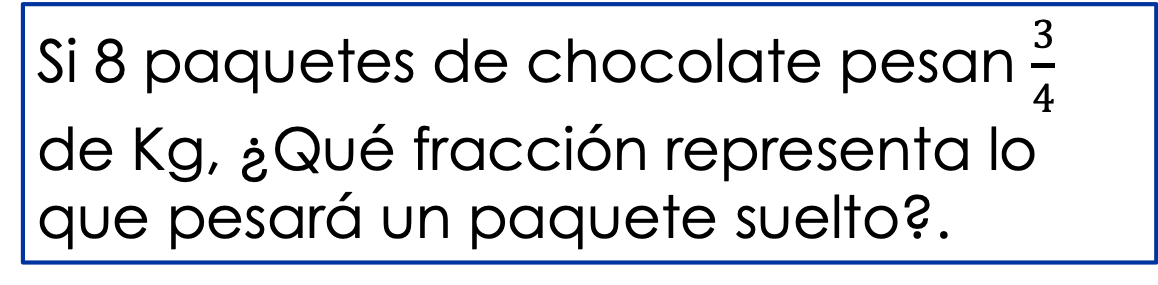 Si 8 paquetes de chocolate pesan 3/4
de Kg, ¿Qué fracción representa lo
que pesará un paquete suelto?.